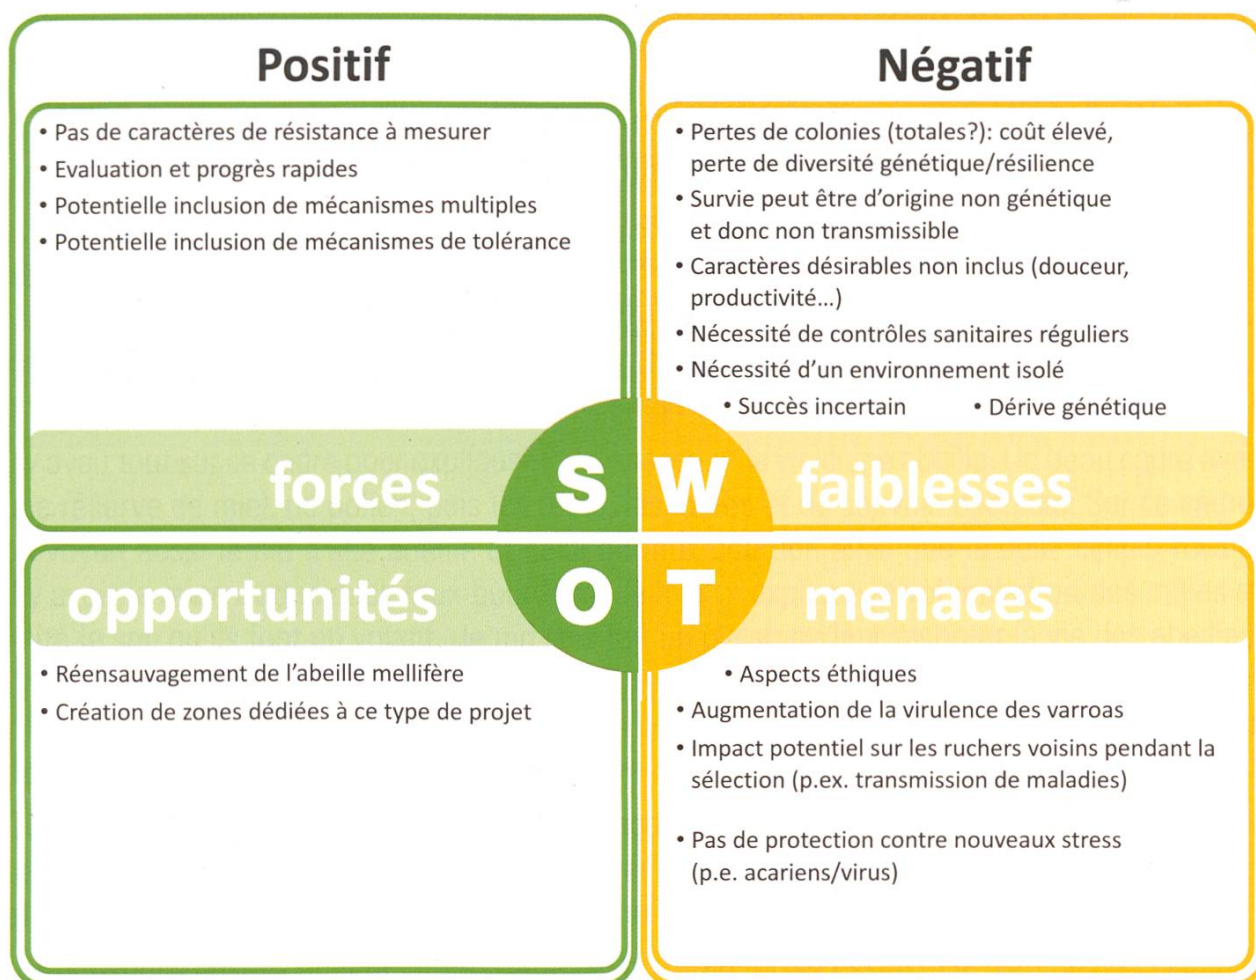 Positif
• Pas de caractères de résistance à mesurer
• Evaluation et progrès rapides
• Potentielle inclusion de mécanismes multiples
• Potentielle inclusion de mécanismes de tolérance
forces
S
Négatif
• Pertes de colonies (totales?): coût élevé,
perte de diversité génétique/résilience
• Survie peut être d'origine non génétique
et donc non transmissible
• Caractères désirables non inclus (douceur,
productivité...)
• Nécessité de contrôles sanitaires réguliers
• Nécessité d'un environnement isolé
• Succès incertain • Dérive génétique
W
faiblesses
opportunités
O
• Réensauvagement de l'abeille mellifère
• Création de zones dédiées à ce type de projet
T
menaces
• Aspects éthiques
• Augmentation de la virulence des varroas
• Impact potentiel sur les ruchers voisins pendant la
sélection (p.ex. transmission de maladies)
• Pas de protection contre nouveaux stress
(p.e. acariens/virus)